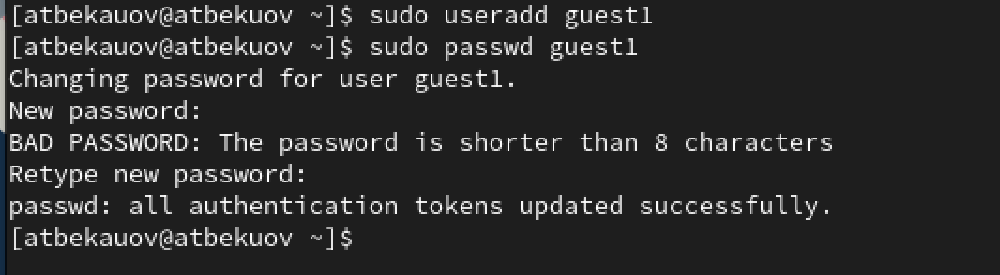 [atbekauov@atbekuov ~]$ sudo useradd guest1
[atbekauov@atbekuov ~]$ sudo passwd guest1
Changing password for user guest1.
New password:
BAD PASSWORD: The password is shorter than 8 characters
Retype new password:
passwd: all authentication tokens updated successfully.
[atbekauov@atbekuov ~]$